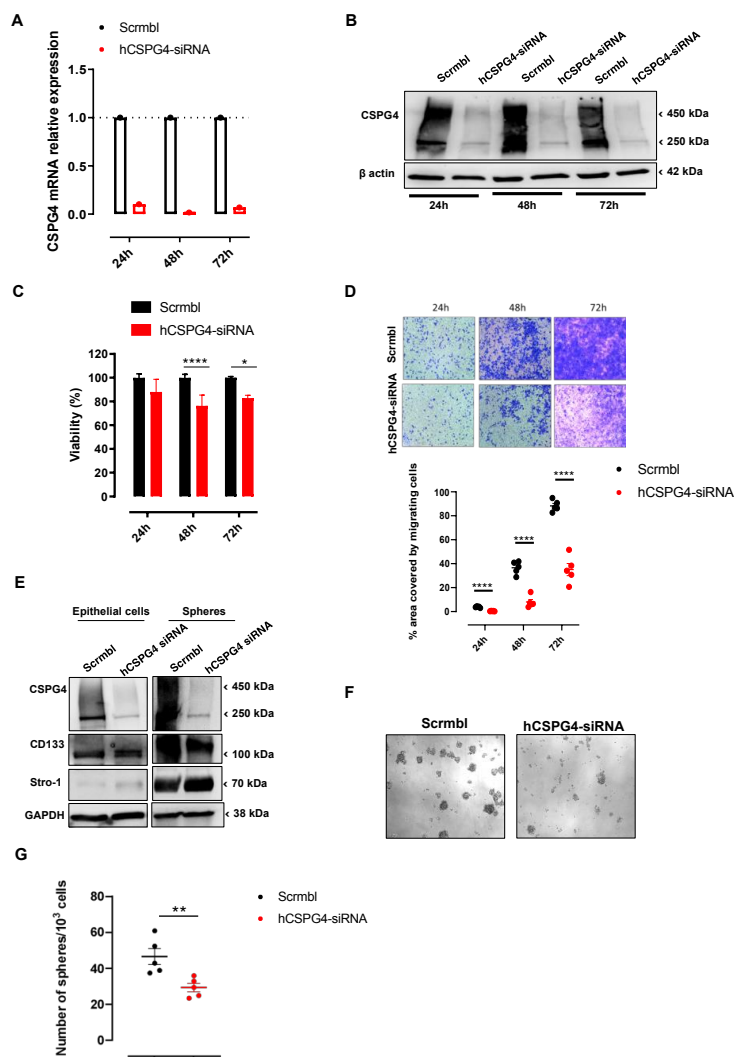 A
Scrmbl
hCSPG4-siRNA
CSPG4 mRNA relative expression
1.5
1.0
0.5
0.0
24h
48h
72h
B
Scrmbl
hCSPG4-siRNA
Scrmbl
hCSPG4-siRNA
Scrmbl
hCSPG4-siRNA
CSPG4
‹ 450 kDa
‹ 250 kDa
β actin
‹ 42 kDa
24h
48h
72h
C
Scrmbl
hCSPG4-siRNA
Viability (%)
120
100
80
60
40
20
0
****
*
24h
48h
72h
D
24h
48h
72h
Scrmbl
hCSPG4-siRNA
Scrmbl
hCSPG4-siRNA
% area covered by migrating cells
100
80
60
40
20
0
****
****
****
24h
48h
72h
E
Epithelial cells
Spheres
Scrmbl
hCSPG4 siRNA
Scrmbl
hCSPG4 siRNA
CSPG4
‹ 450 kDa
‹ 250 kDa
CD133
‹ 100 kDa
Stro-1
‹ 70 kDa
GAPDH
‹ 38 kDa
F
Scrmbl
hCSPG4-siRNA
G
Number of spheres/10³ cells
80
60
40
20
0
**
Scrmbl
hCSPG4-siRNA